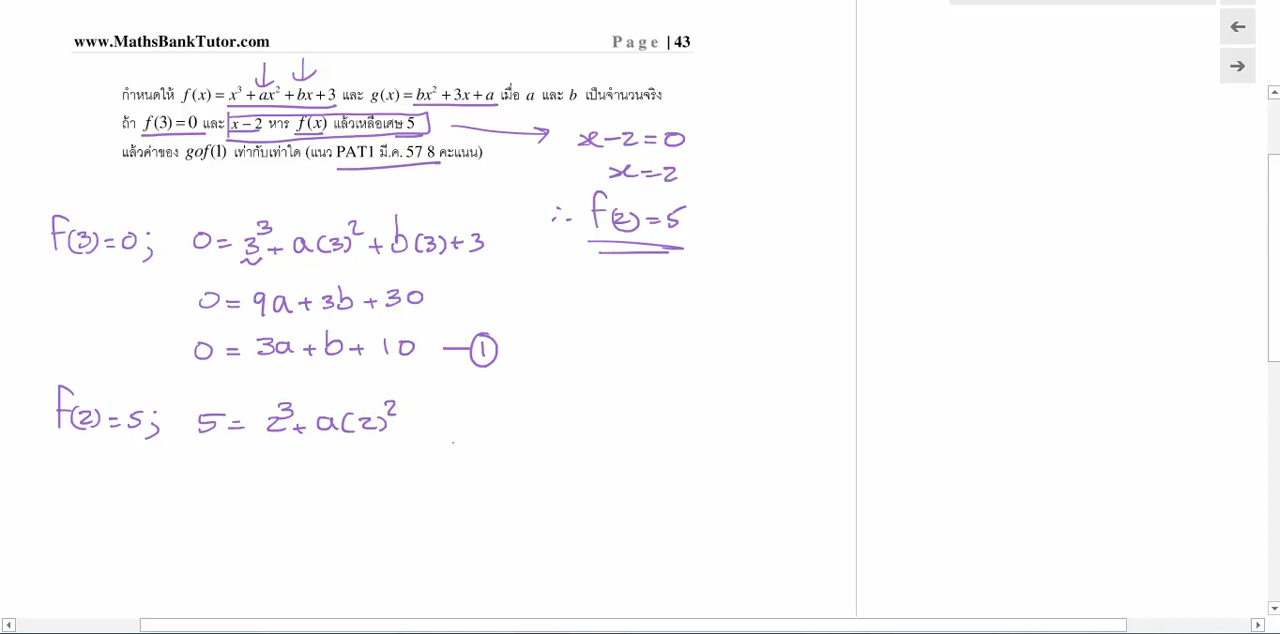 www.MathsBankTutor.com Page | 43
กำหนดให้ f(x) = x³ + ax² + bx + 3 และ g(x) = bx² + 3x + a เมื่อ a และ b เป็นจำนวนจริง
ถ้า f(3) = 0 และ x − 2 หาร f(x) แล้วเหลือเศษ 5
แล้วค่าของ gof(1) เท่ากับเท่าใด (แนว PAT1 มี.ค. 57 8 คะแนน)
x − 2 = 0
x = 2
∴ f(2) = 5
f(3) = 0; 0 = 3³ + a(3)² + b(3) + 3
0 = 9a + 3b + 30
0 = 3a + b + 10 — ①
f(2) = 5; 5 = 2³ + a(2)²